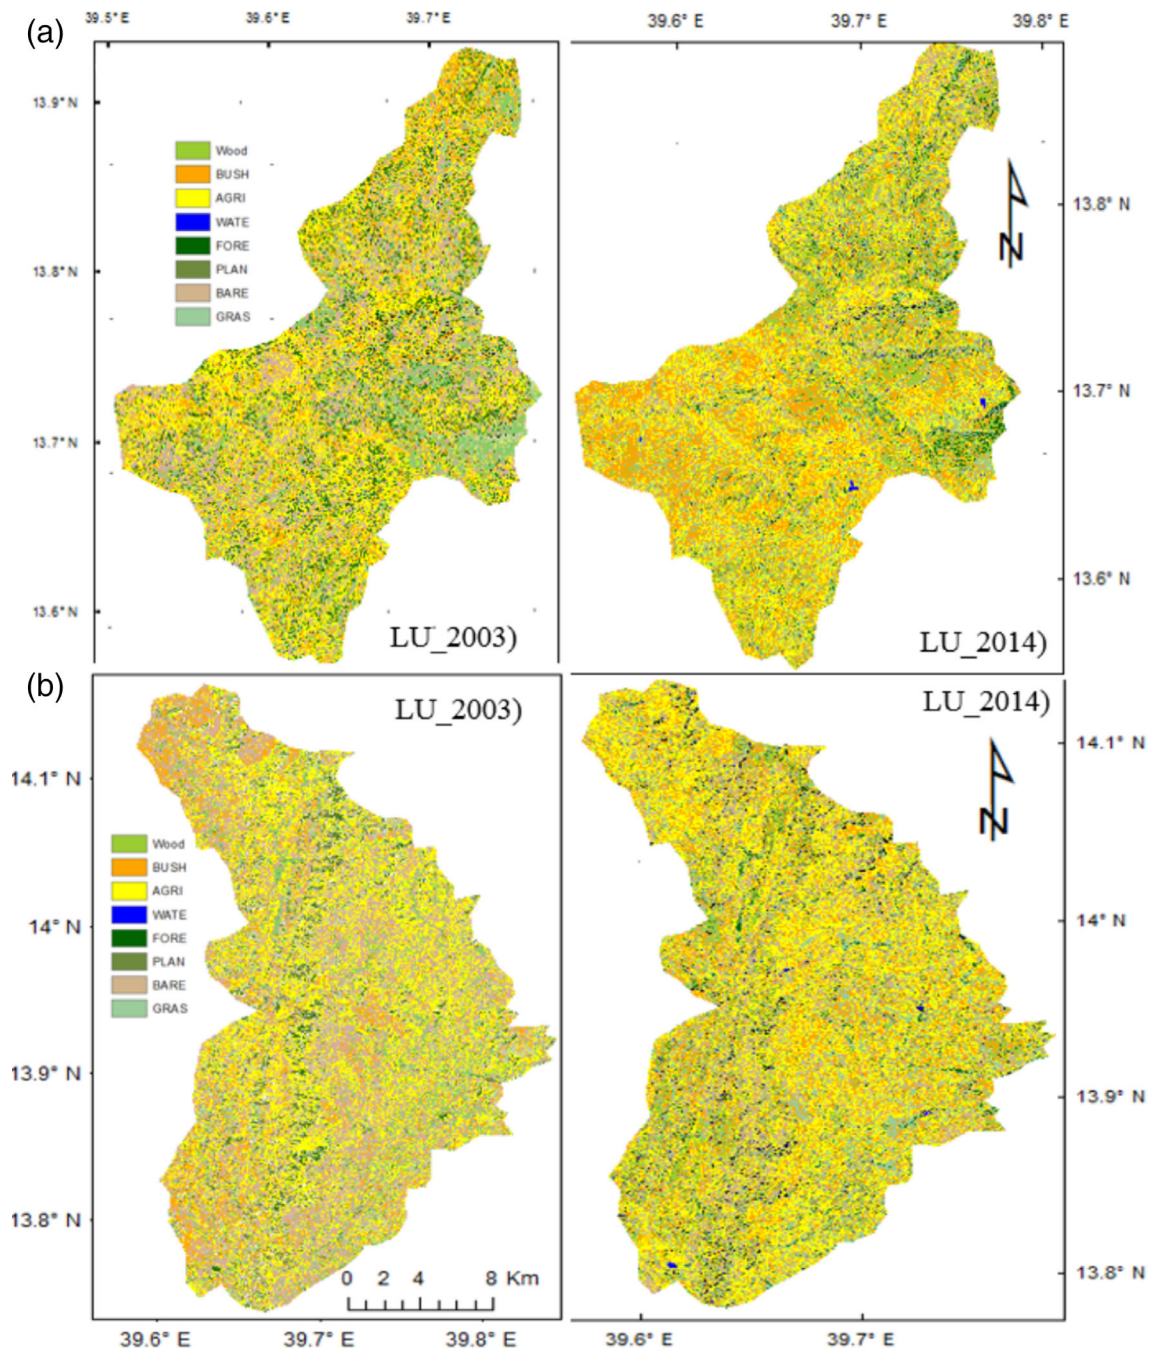 (a)
39.5° E 39.6° E 39.7° E
39.6° E 39.7° E 39.8° E
13.9° N
13.8° N
13.7° N
13.6° N
Wood
BUSH
AGRI
WATE
FORE
PLAN
BARE
GRAS
LU_2003)
N
13.8° N
13.7° N
13.6° N
LU_2014)
(b)
LU_2003)
14.1° N
14° N
13.9° N
13.8° N
Wood
BUSH
AGRI
WATE
FORE
PLAN
BARE
GRAS
0 2 4 8 Km
39.6° E 39.7° E 39.8° E
LU_2014)
N
14.1° N
14° N
13.9° N
13.8° N
39.6° E 39.7° E